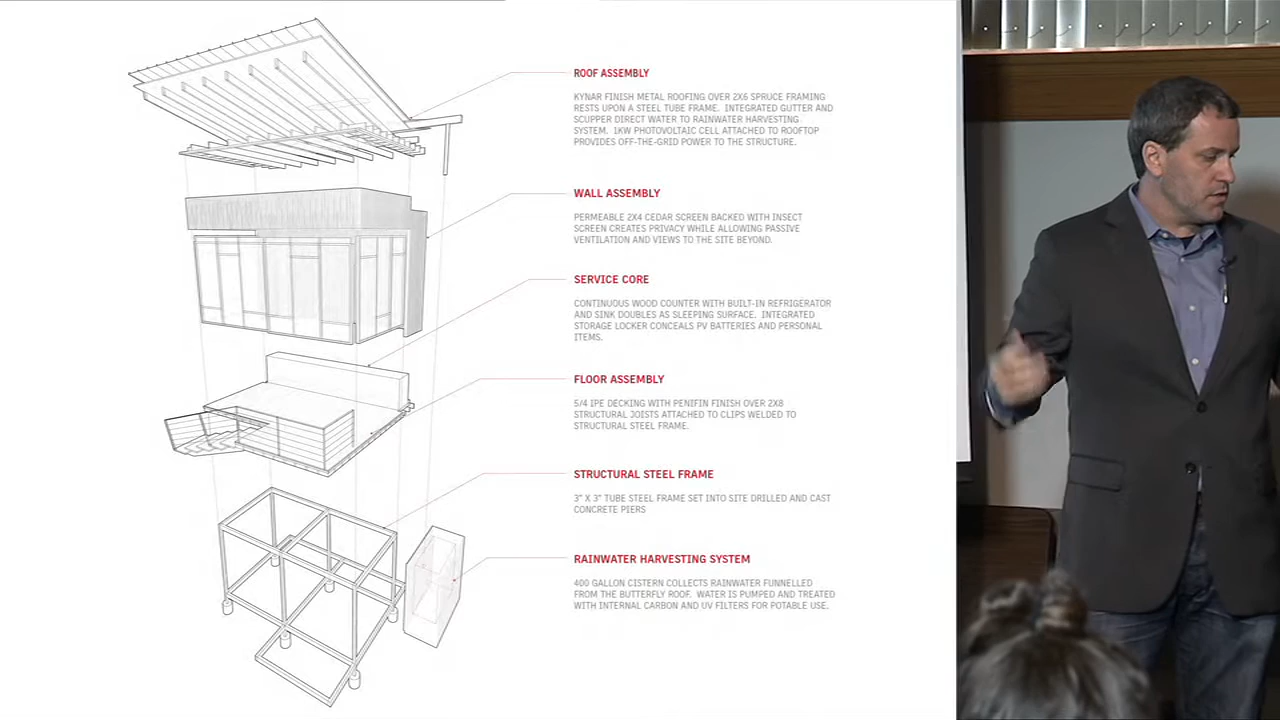 ROOF ASSEMBLY
KYNAR FINISH METAL ROOFING OVER 2X6 SPRUCE FRAMING
RESTS UPON A STEEL TUBE FRAME. INTEGRATED GUTTER AND
SCUPPER DIRECT WATER TO RAINWATER HARVESTING
SYSTEM. 1KW PHOTOVOLTAIC CELL ATTACHED TO ROOFTOP
PROVIDES OFF-THE-GRID POWER TO THE STRUCTURE.
WALL ASSEMBLY
PERMEABLE 2X4 CEDAR SCREEN BACKED WITH INSECT
SCREEN CREATES PRIVACY WHILE ALLOWING PASSIVE
VENTILATION AND VIEWS TO THE SITE BEYOND.
SERVICE CORE
CONTINUOUS WOOD COUNTER WITH BUILT-IN REFRIGERATOR
AND SINK DOUBLES AS SLEEPING SURFACE. INTEGRATED
STORAGE LOCKER CONCEALS PV BATTERIES AND PERSONAL
ITEMS.
FLOOR ASSEMBLY
5/4 IPE DECKING WITH PENIFIN FINISH OVER 2X8
STRUCTURAL JOISTS ATTACHED TO CLIPS WELDED TO
STRUCTURAL STEEL FRAME.
STRUCTURAL STEEL FRAME
3" X 3" TUBE STEEL FRAME SET INTO SITE DRILLED AND CAST
CONCRETE PIERS
RAINWATER HARVESTING SYSTEM
400 GALLON CISTERN COLLECTS RAINWATER FUNNELLED
FROM THE BUTTERFLY ROOF. WATER IS PUMPED AND TREATED
WITH INTERNAL CARBON AND UV FILTERS FOR POTABLE USE.